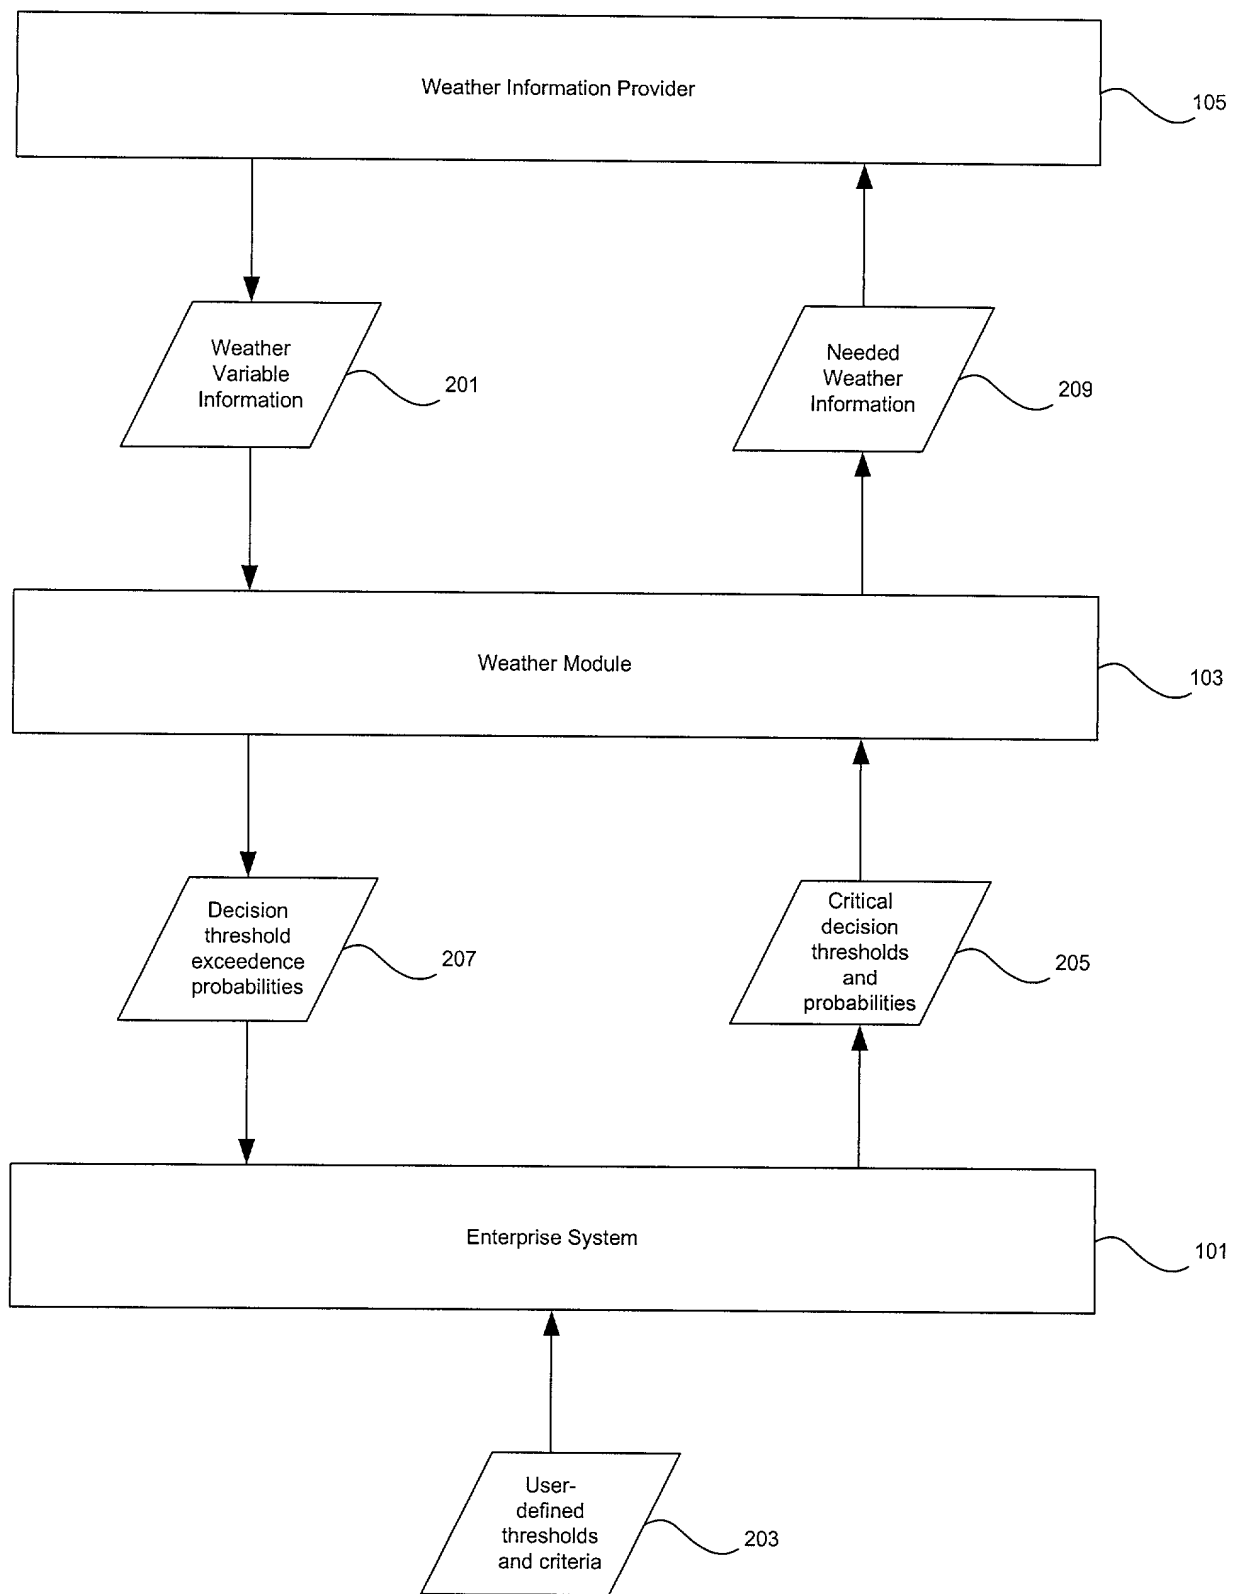 Weather Information Provider
105
Weather
Variable
Information
201
Needed
Weather
Information
209
Weather Module
103
Decision
threshold
exceedence
probabilities
207
Critical
decision
thresholds
and
probabilities
205
Enterprise System
101
User-
defined
thresholds
and criteria
203